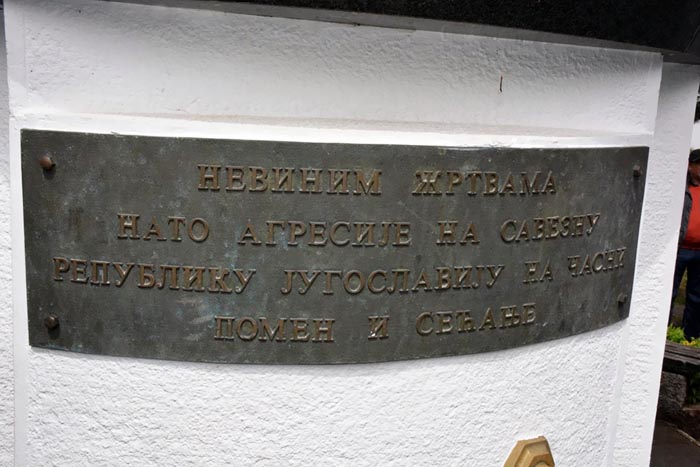 НЕВИНИМ ЖРТВАМА
НАТО АГРЕСИЈЕ НА САВЕЗНУ
РЕПУБЛИКУ ЈУГОСЛАВИЈУ НА ЧАСНИ
ПОМЕН И СЕЋАЊЕ